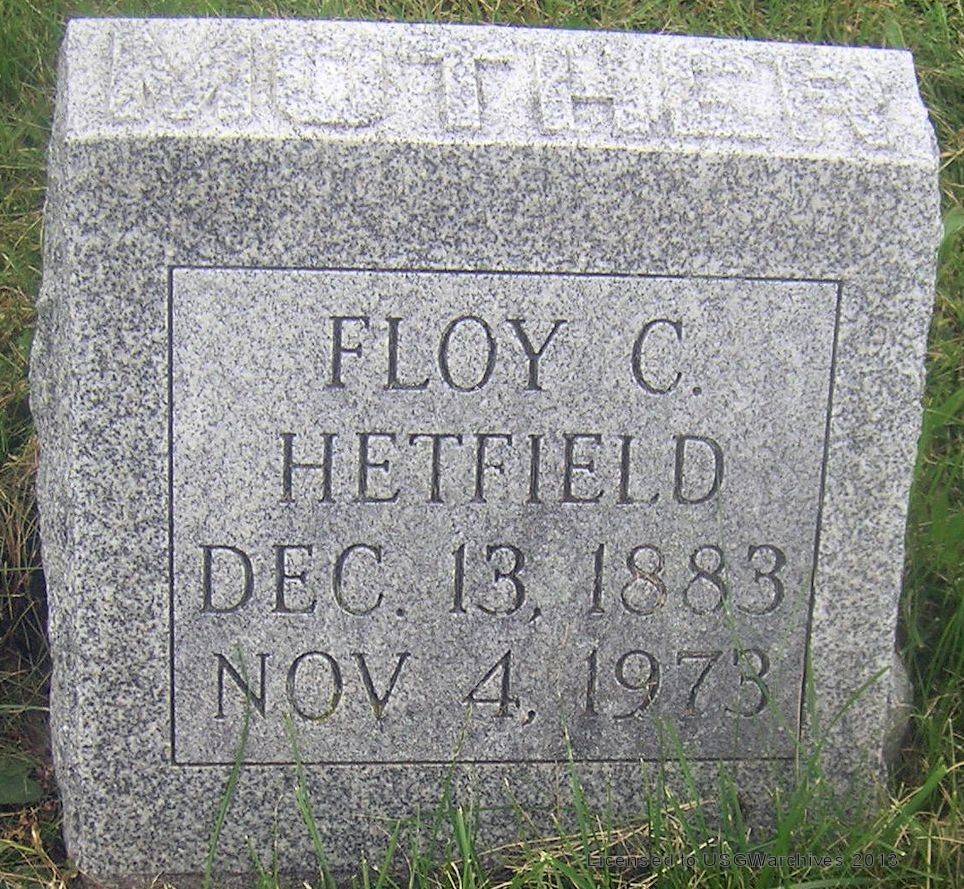 MOTHER
FLOY C.
HETFIELD
DEC. 13, 1883
NOV 4, 1973
Licensed to USGWarchives 2013